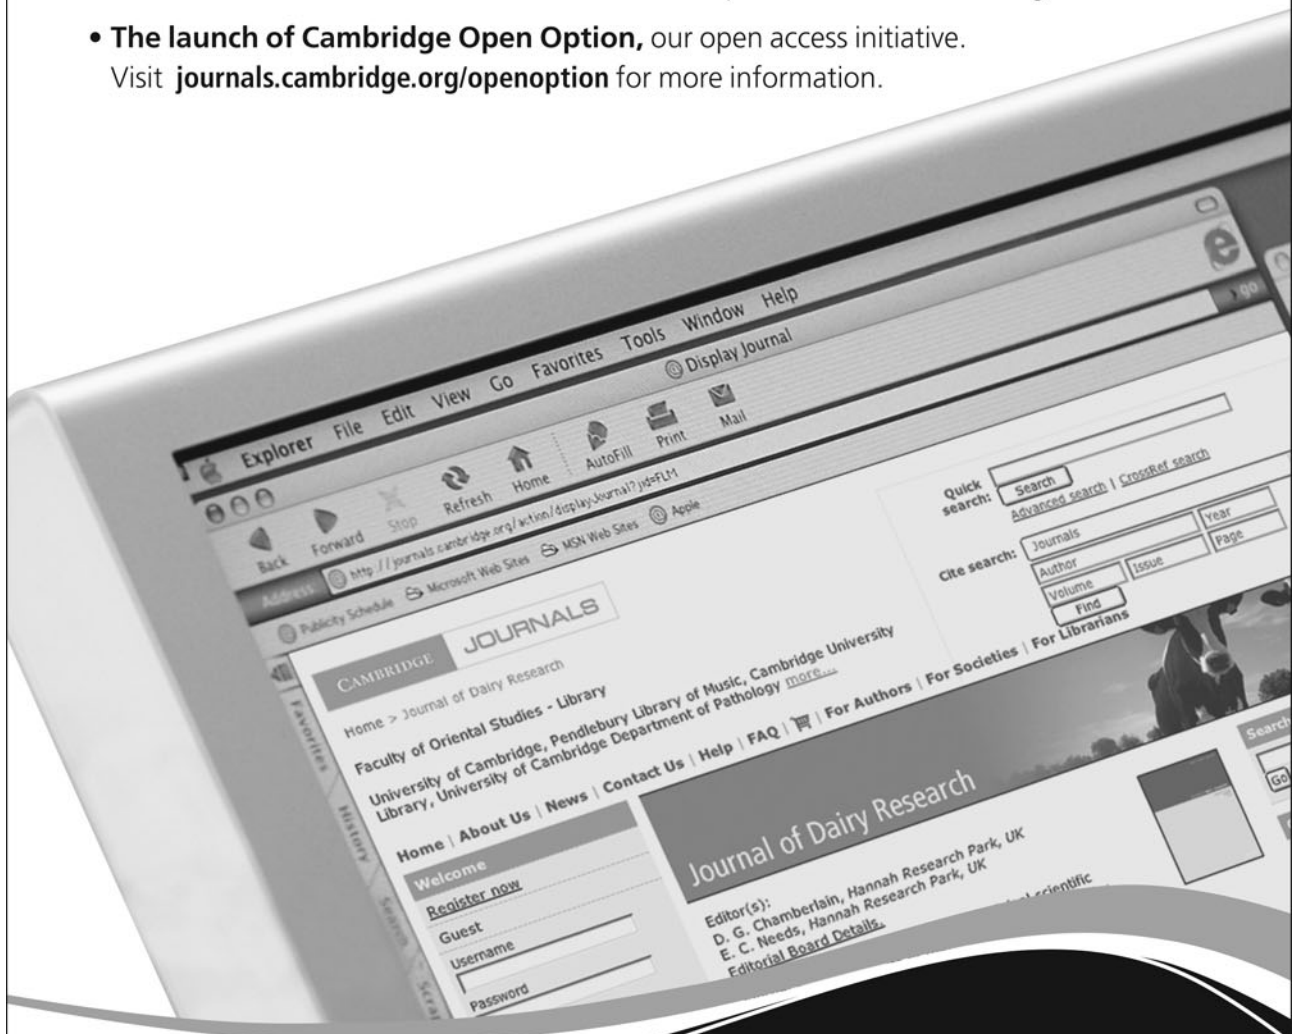 • The launch of Cambridge Open Option, our open access initiative.
Visit journals.cambridge.org/openoption for more information.
Explorer File Edit View Go Favorites Tools Window Help
@ Display Journal
Back Forward Stop Refresh Home AutoFill Print Mail
Address @ http://journals.cambridge.org/action/displayJournal?jid=FLM
› go
@ Publicity Schedule Microsoft Web Sites MSN Web Sites @ Apple
Favorites
History
Search
CAMBRIDGE JOURNALS
Quick search:
Search
Advanced search | CrossRef search
Cite search: Journals Year
Author Issue Page
Volume
Find
Home > Journal of Dairy Research
Faculty of Oriental Studies - Library
University of Cambridge, Pendlebury Library of Music, Cambridge University
Library, University of Cambridge Department of Pathology more...
Home | About Us | News | Contact Us | Help | FAQ | | For Authors | For Societies | For Librarians
Welcome
Register now
Guest
Username
Password
Journal of Dairy Research
Search
Go
Editor(s):
D. G. Chamberlain, Hannah Research Park, UK
E. C. Needs, Hannah Research Park, UK
Editorial Board Details.
scientific